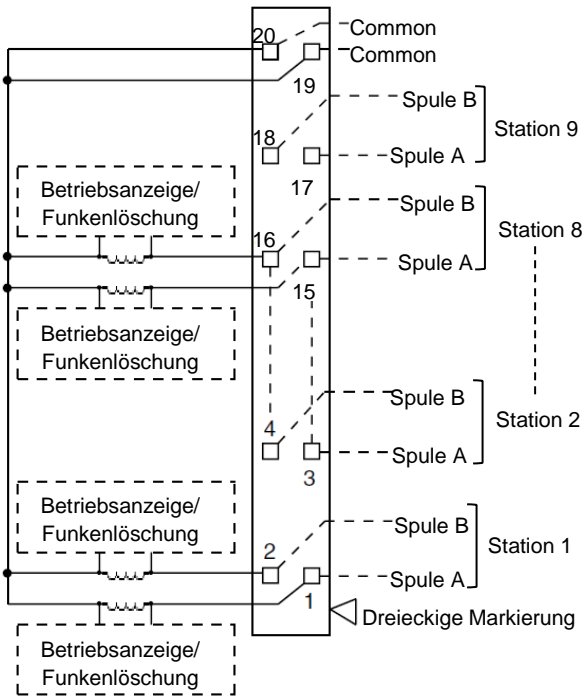 20
Common
Common
19
Spule B
18
Station 9
Spule A
17
Betriebsanzeige/
Funkenlöschung
Spule B
16
Station 8
Spule A
15
Betriebsanzeige/
Funkenlöschung
Spule B
4
Station 2
Spule A
3
Betriebsanzeige/
Funkenlöschung
Spule B
2
Station 1
Spule A
1
Dreieckige Markierung
Betriebsanzeige/
Funkenlöschung